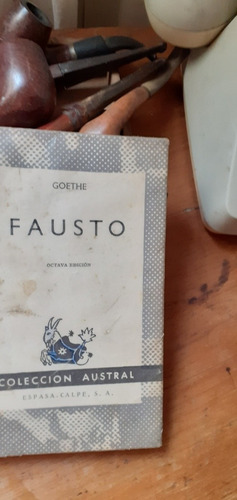 GOETHE
FAUSTO
OCTAVA EDICIÓN
COLECCION AUSTRAL
ESPASA-CALPE, S. A.